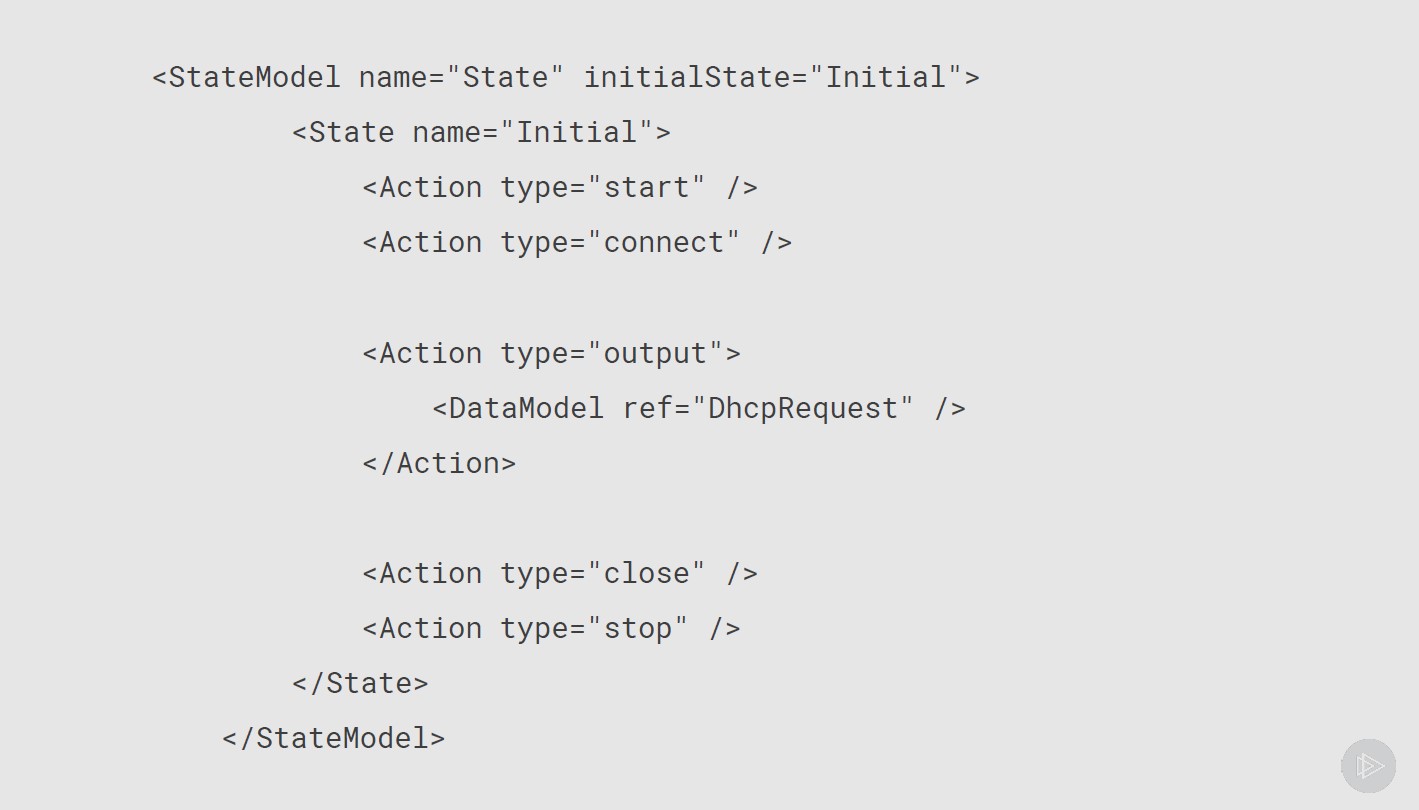 <StateModel name="State" initialState="Initial">
<State name="Initial">
<Action type="start" />
<Action type="connect" />
<Action type="output">
<DataModel ref="DhcpRequest" />
</Action>
<Action type="close" />
<Action type="stop" />
</State>
</StateModel>